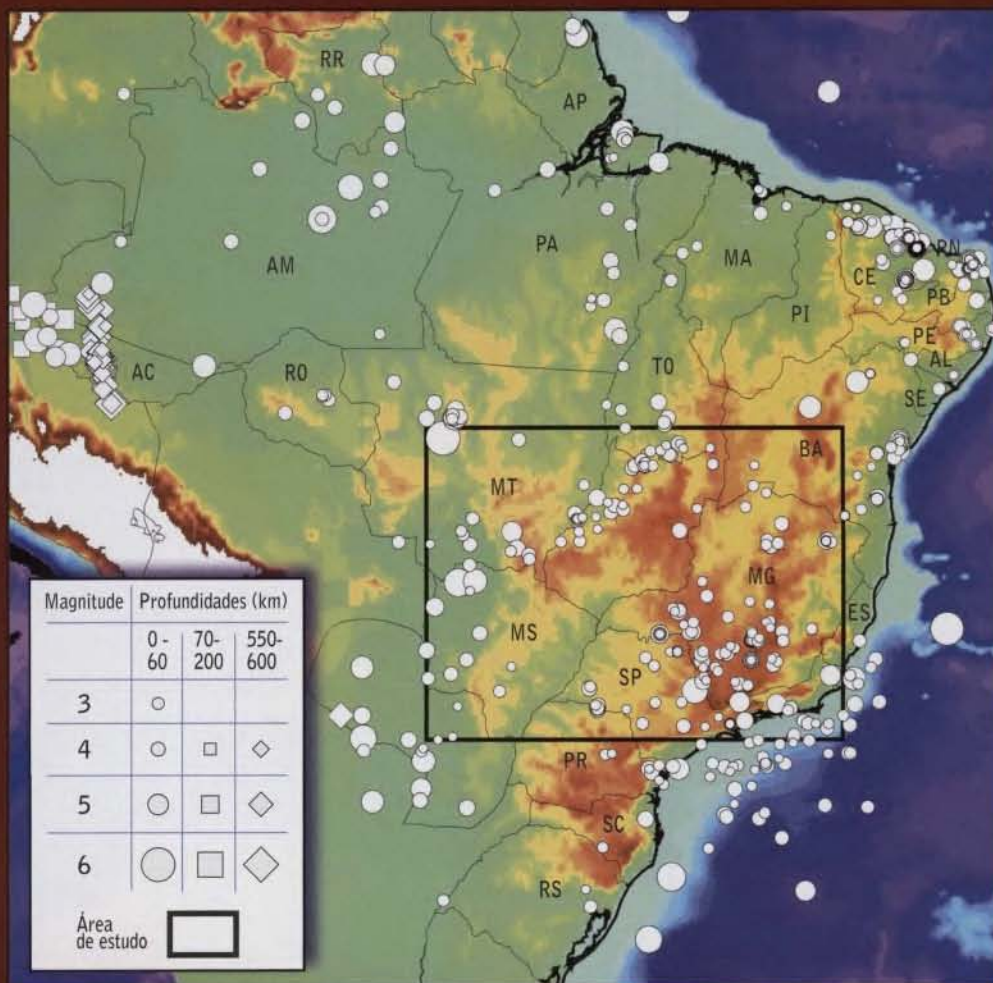 RR
AP
AM
PA
MA
CE
RN
PB
PI
PE
AL
AC
RO
TO
SE
BA
MT
MG
ES
MS
SP
PR
SC
RS
Magnitude Profundidades (km)
0 - 60 70- 200 550- 600
3
4
5
6
Área
de estudo